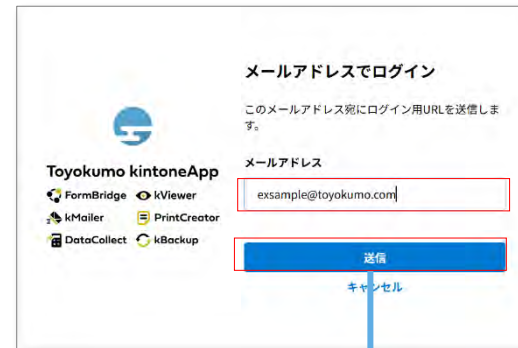 メールアドレスでログイン
このメールアドレス宛にログイン用URLを送信しま
す。
Toyokumo kintoneApp
FormBridge kViewer
kMailer PrintCreator
DataCollect kBackup
メールアドレス
exsample@toyokumo.com
送信
キャンセル